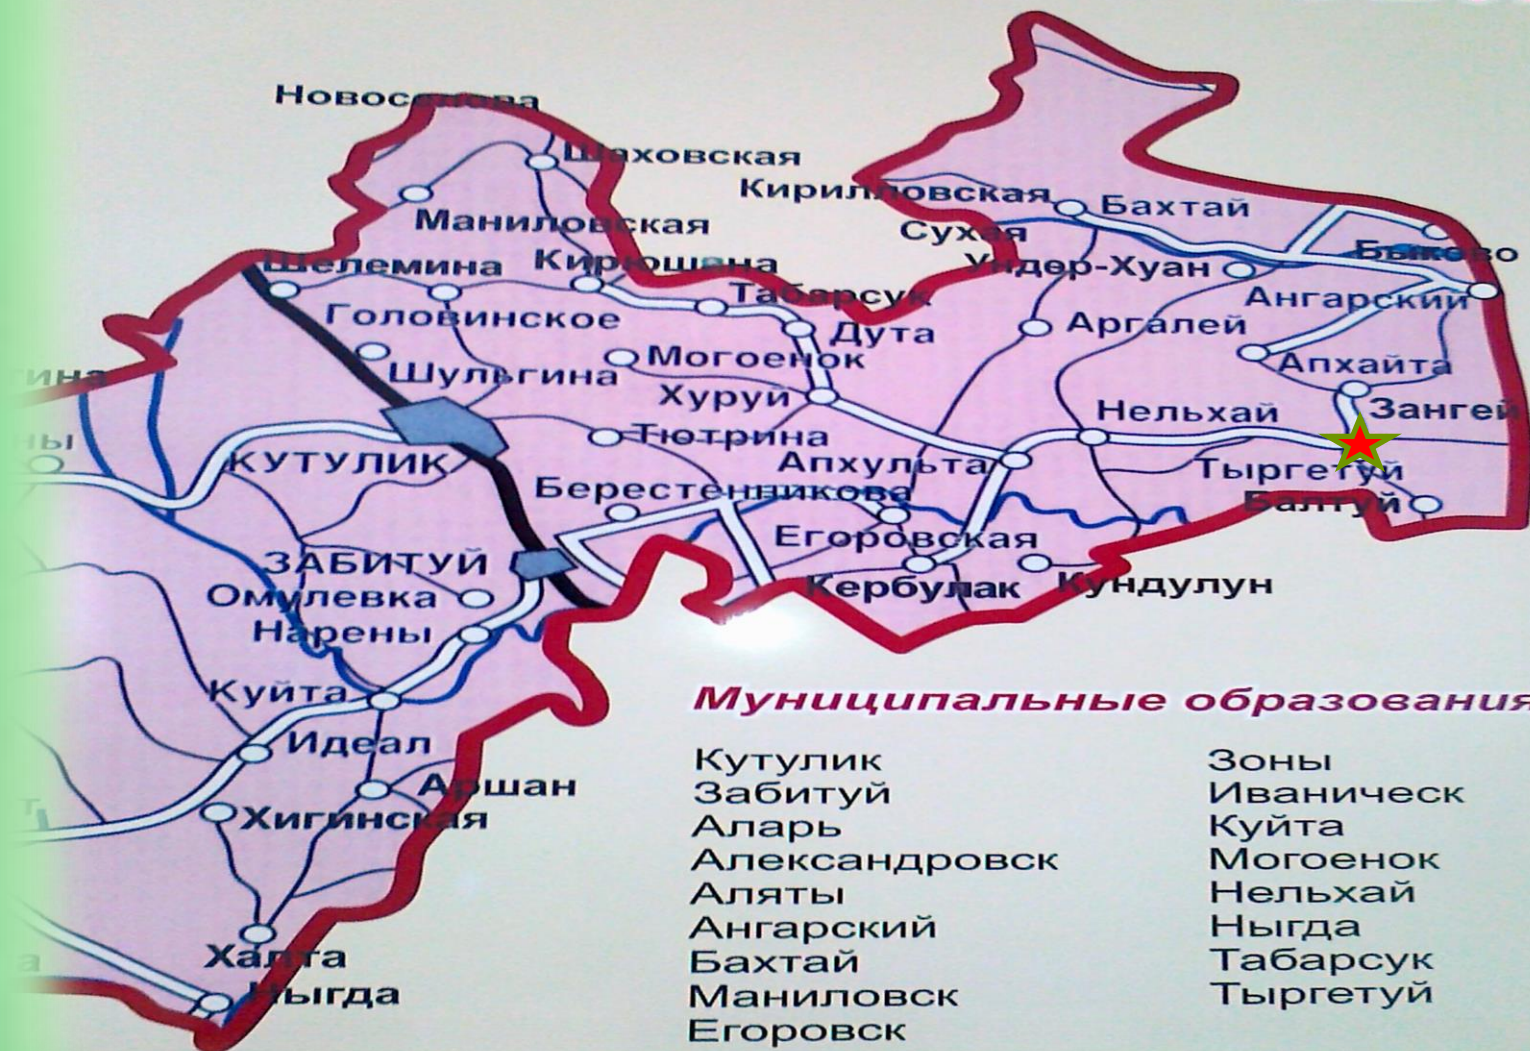 Новоселова
Шаховская
Кирилловская
Бахтай
Маниловская
Сухая
Быково
Шелемина
Кирюшина
Ундэр-Хуан
Табарсук
Ангарский
Головинское
Дута
Аргалей
Могоенок
Апхайта
Шульгина
гина
Хуруй
Нельхай
Зангей
ны
Тютрина
КУТУЛИК
Апхульта
Тыргетуй
Берестенникова
Балтуй
Егоровская
ЗАБИТУЙ
Кербулак
Кундулун
Омулевка
Нарены
Куйта
Идеал
Аршан
Хигинская
Халта
а
Ныгда
Муниципальные образования
Кутулик
Забитуй
Аларь
Александровск
Аляты
Ангарский
Бахтай
Маниловск
Егоровск
Зоны
Иваническ
Куйта
Могоенок
Нельхай
Ныгда
Табарсук
Тыргетуй